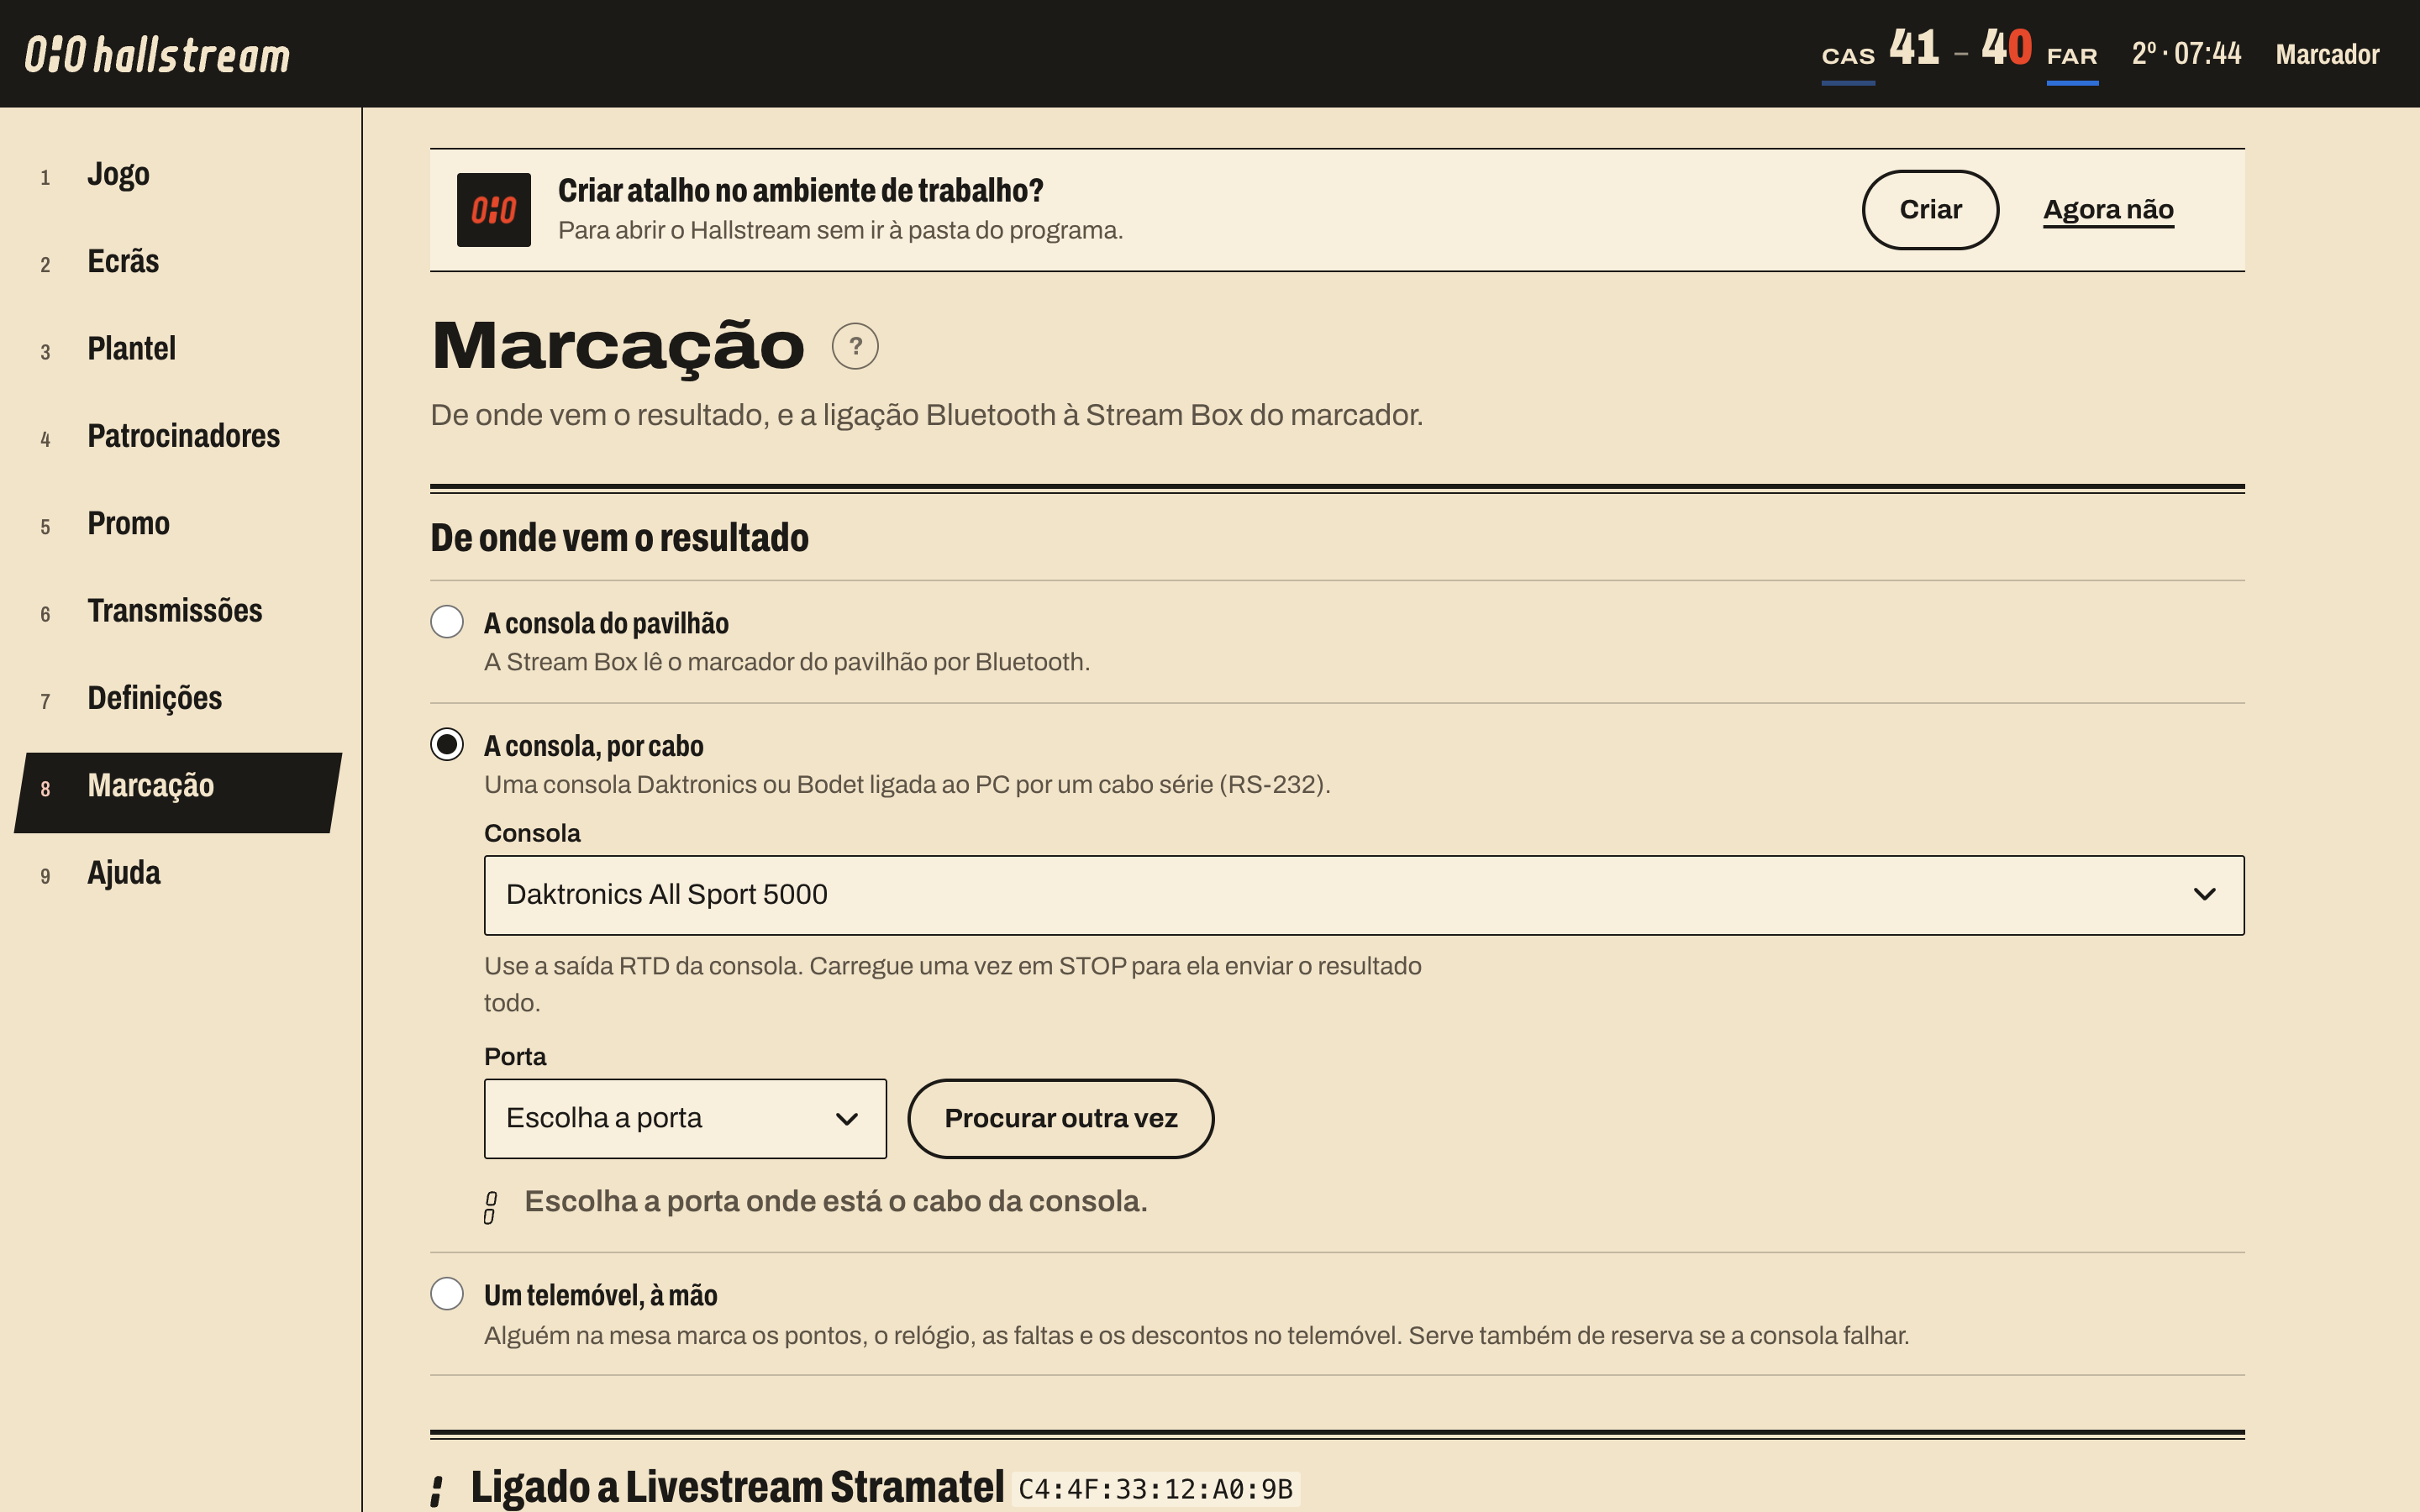 0:0 hallstream
CAS 41 – 40 FAR 2º · 07:44 Marcador
1 Jogo
2 Ecrãs
3 Plantel
4 Patrocinadores
5 Promo
6 Transmissões
7 Definições
8 Marcação
9 Ajuda
0:0
Criar atalho no ambiente de trabalho?
Para abrir o Hallstream sem ir à pasta do programa.
Criar
Agora não
Marcação ?
De onde vem o resultado, e a ligação Bluetooth à Stream Box do marcador.
De onde vem o resultado
A consola do pavilhão
A Stream Box lê o marcador do pavilhão por Bluetooth.
A consola, por cabo
Uma consola Daktronics ou Bodet ligada ao PC por um cabo série (RS-232).
Consola
Daktronics All Sport 5000
Use a saída RTD da consola. Carregue uma vez em STOP para ela enviar o resultado
todo.
Porta
Escolha a porta
Procurar outra vez
Escolha a porta onde está o cabo da consola.
Um telemóvel, à mão
Alguém na mesa marca os pontos, o relógio, as faltas e os descontos no telemóvel. Serve também de reserva se a consola falhar.
Ligado a Livestream Stramatel C4:4F:33:12:A0:9B